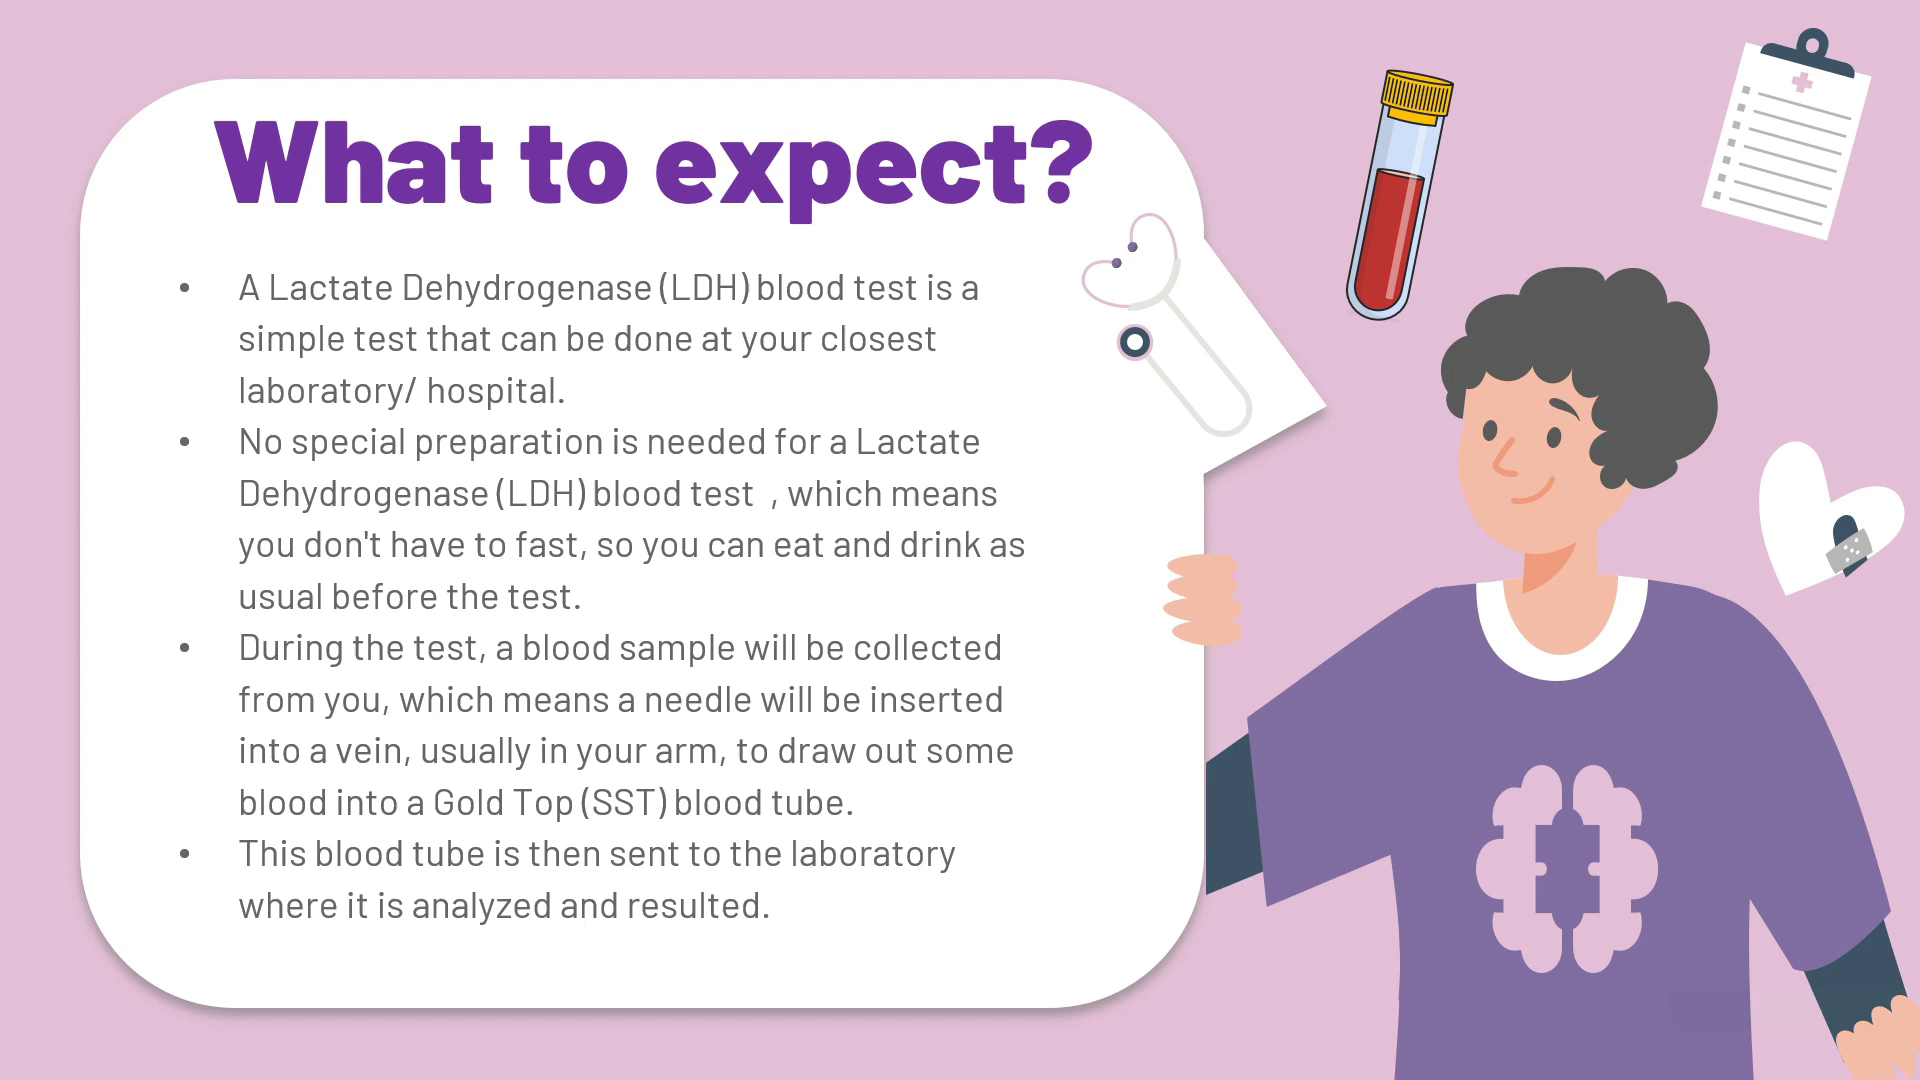 What to expect?
• A Lactate Dehydrogenase (LDH) blood test is a
simple test that can be done at your closest
laboratory/ hospital.
• No special preparation is needed for a Lactate
Dehydrogenase (LDH) blood test  , which means
you don't have to fast, so you can eat and drink as
usual before the test.
• During the test, a blood sample will be collected
from you, which means a needle will be inserted
into a vein, usually in your arm, to draw out some
blood into a Gold Top (SST) blood tube.
• This blood tube is then sent to the laboratory
where it is analyzed and resulted.